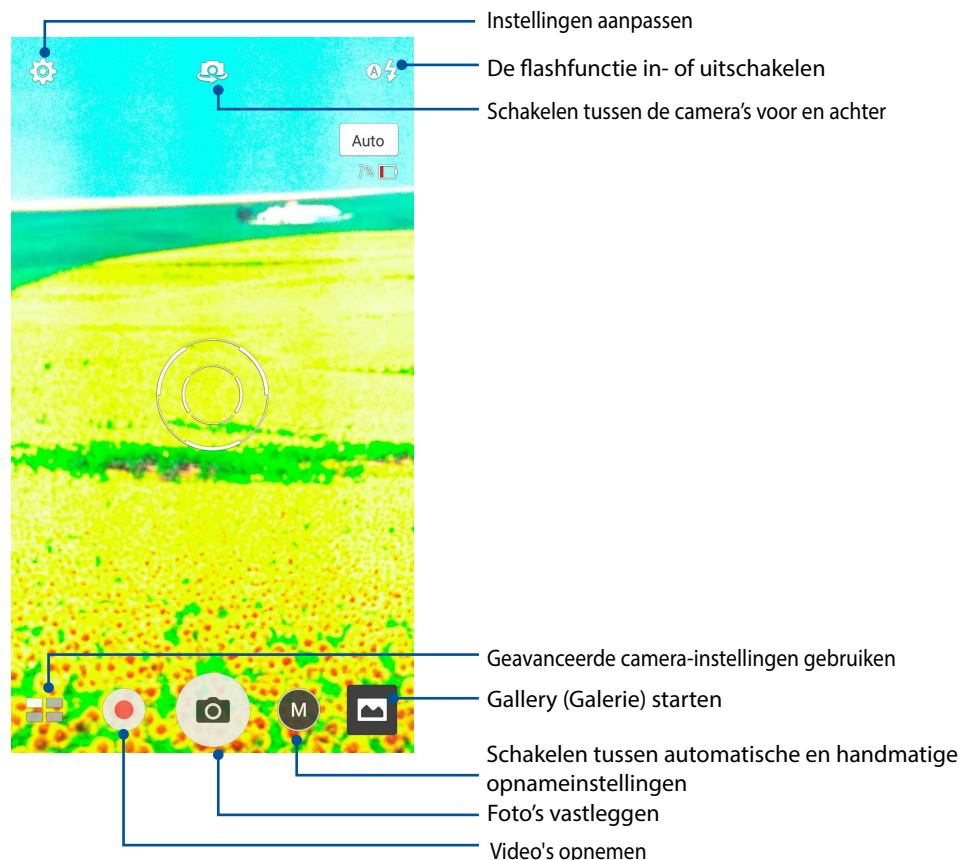 Instellingen aanpassen
De flashfunctie in- of uitschakelen
A
Schakelen tussen de camera’s voor en achter
Auto
7%
Geavanceerde camera-instellingen gebruiken
Gallery (Galerie) starten
M
Schakelen tussen automatische en handmatige
opnameinstellingen
Foto’s vastleggen
Video's opnemen